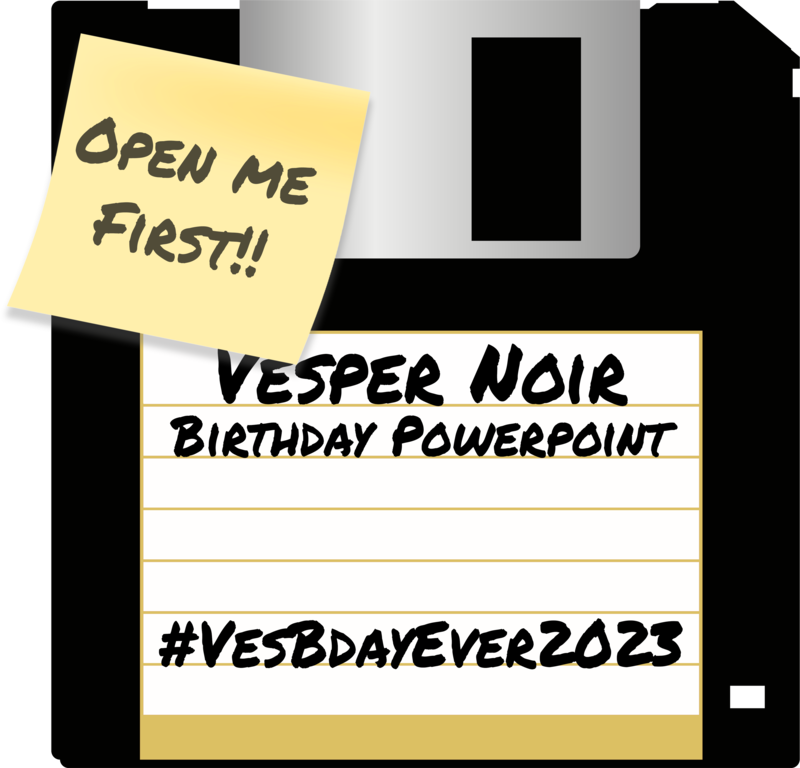 Open me
First!!
Vesper Noir
Birthday Powerpoint
#VesBdayEver2023